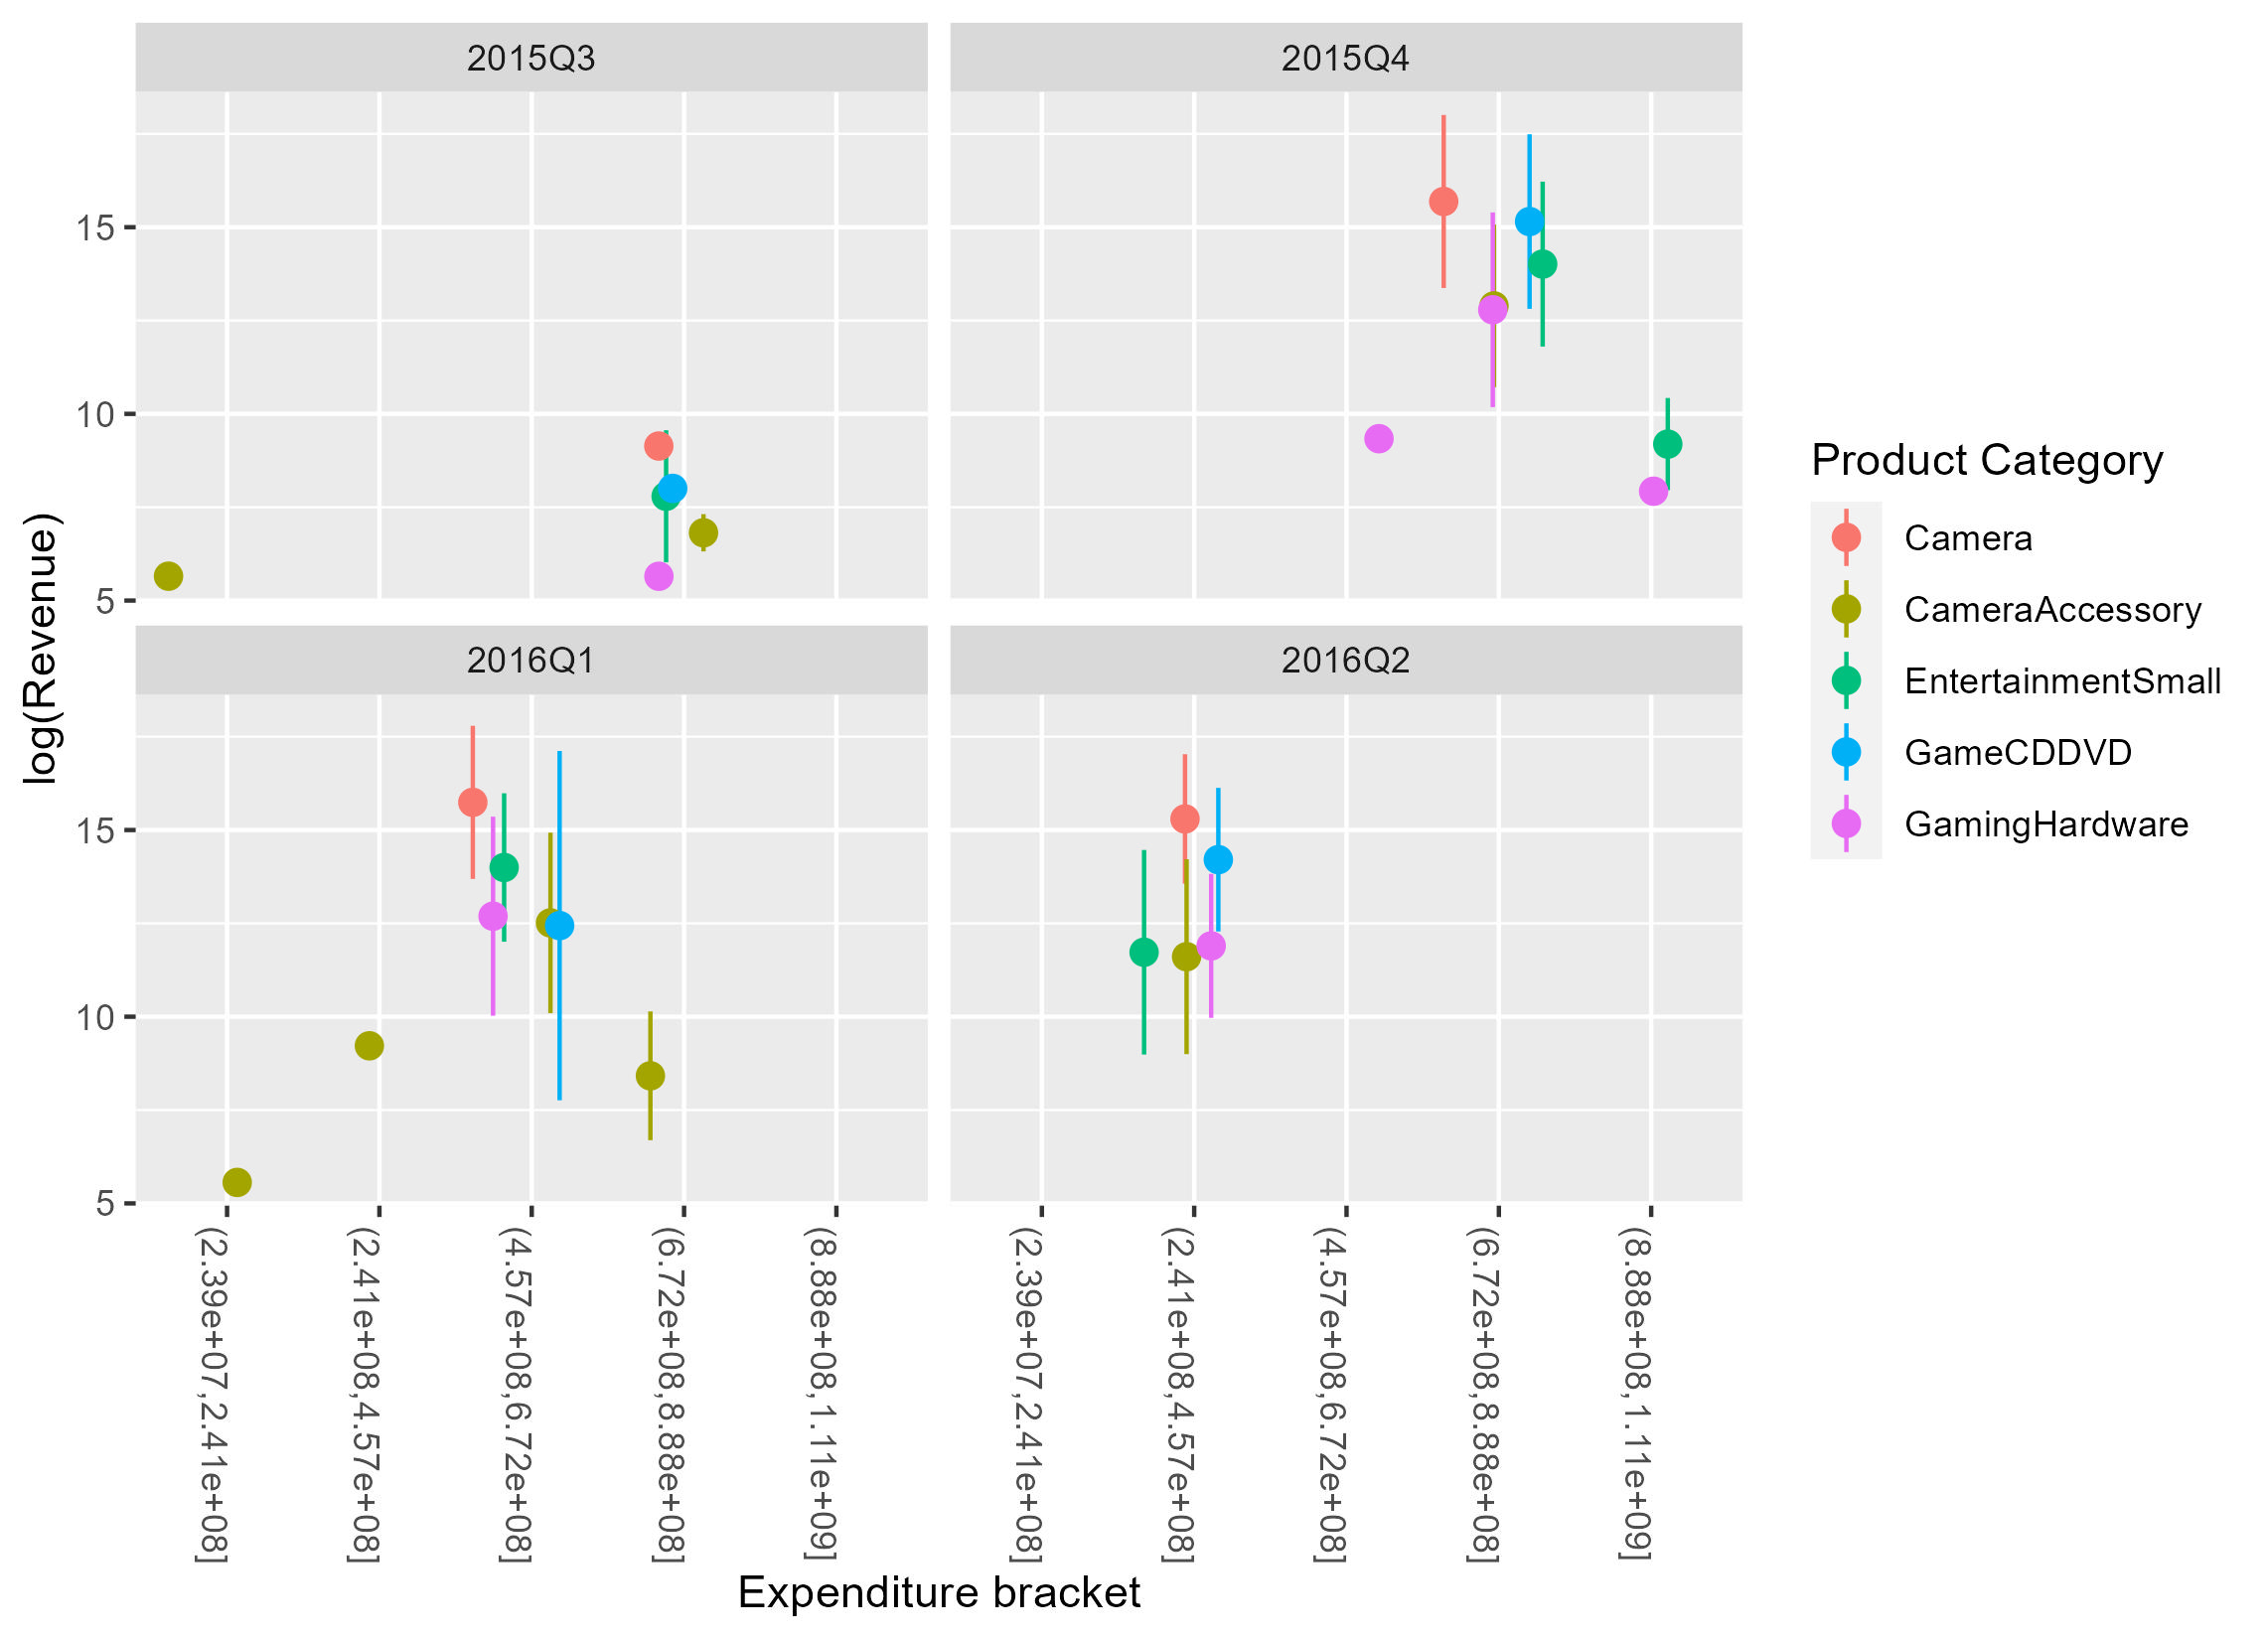 2015Q3
2015Q4
15
10
5
2016Q1
2016Q2
15
10
5
log(Revenue)
(2.39e+07,2.41e+08]
(2.41e+08,4.57e+08]
(4.57e+08,6.72e+08]
(6.72e+08,8.88e+08]
(8.88e+08,1.11e+09]
(2.39e+07,2.41e+08]
(2.41e+08,4.57e+08]
(4.57e+08,6.72e+08]
(6.72e+08,8.88e+08]
(8.88e+08,1.11e+09]
Expenditure bracket
Product Category
Camera
CameraAccessory
EntertainmentSmall
GameCDDVD
GamingHardware